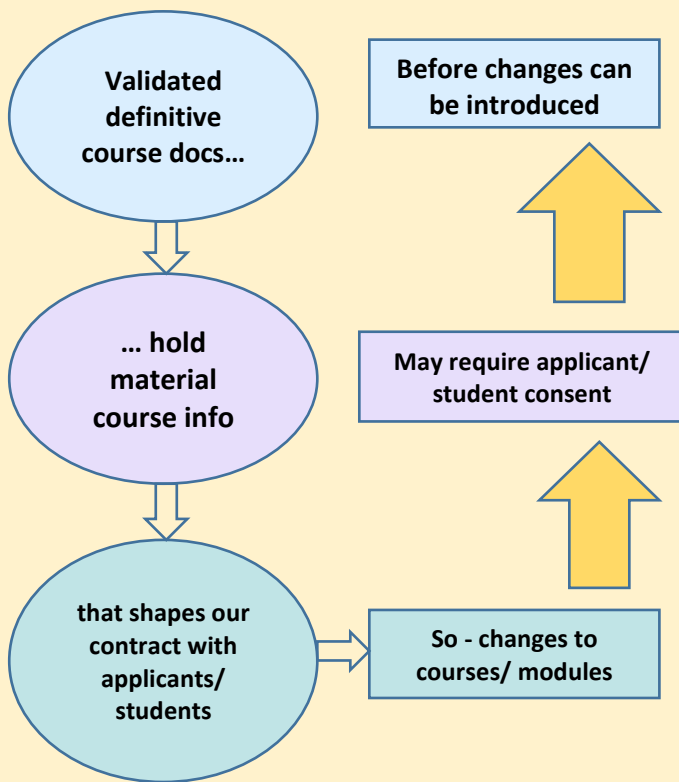 Validated
definitive
course docs…
… hold
material
course info
that shapes our
contract with
applicants/
students
So - changes to
courses/ modules
May require applicant/
student consent
Before changes can
be introduced